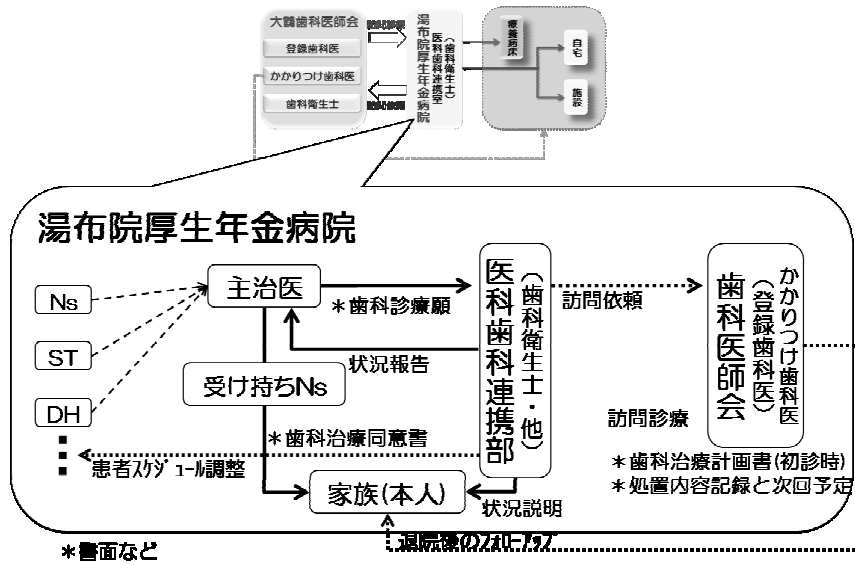 大鶴歯科医師会
登録歯科医
かかりつけ歯科医
歯科衛生士
湯布院厚生年金病院
医科歯科連携室
(歯科衛生士)
療養病床
自宅
施設
湯布院厚生年金病院
Ns
ST
DH
主治医
受け持ちNs
家族(本人)
*歯科診療願
状況報告
*歯科治療同意書
患者スケジュール調整
状況説明
医科歯科連携部
(歯科衛生士・他)
訪問依頼
歯科医師会
(登録歯科医)
かかりつけ歯科医
訪問診療
*歯科治療計画書(初診時)
*処置内容記録と次回予定
退院後のフォローアップ
*書面など